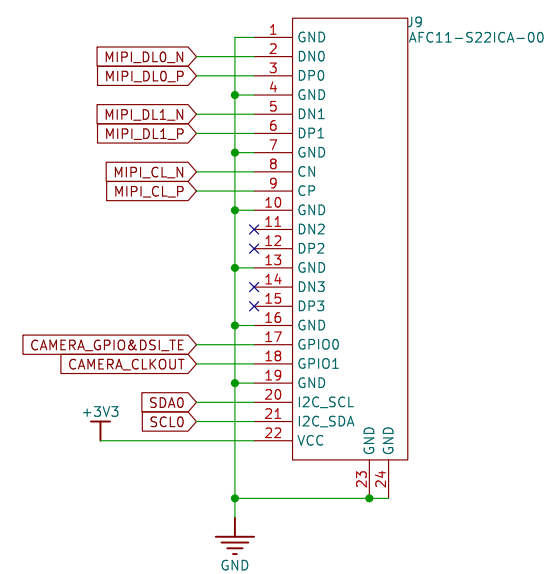 J9
AFC11-S22ICA-00
1 GND
MIPI_DL0_N 2 DN0
MIPI_DL0_P 3 DP0
4 GND
MIPI_DL1_N 5 DN1
MIPI_DL1_P 6 DP1
7 GND
MIPI_CL_N 8 CN
MIPI_CL_P 9 CP
10 GND
11 DN2
12 DP2
13 GND
14 DN3
15 DP3
16 GND
CAMERA_GPIO&DSI_TE 17 GPIO0
CAMERA_CLKOUT 18 GPIO1
19 GND
SDA0 20 I2C_SCL
SCL0 21 I2C_SDA
+3V3 22 VCC
GND GND
23 24
GND